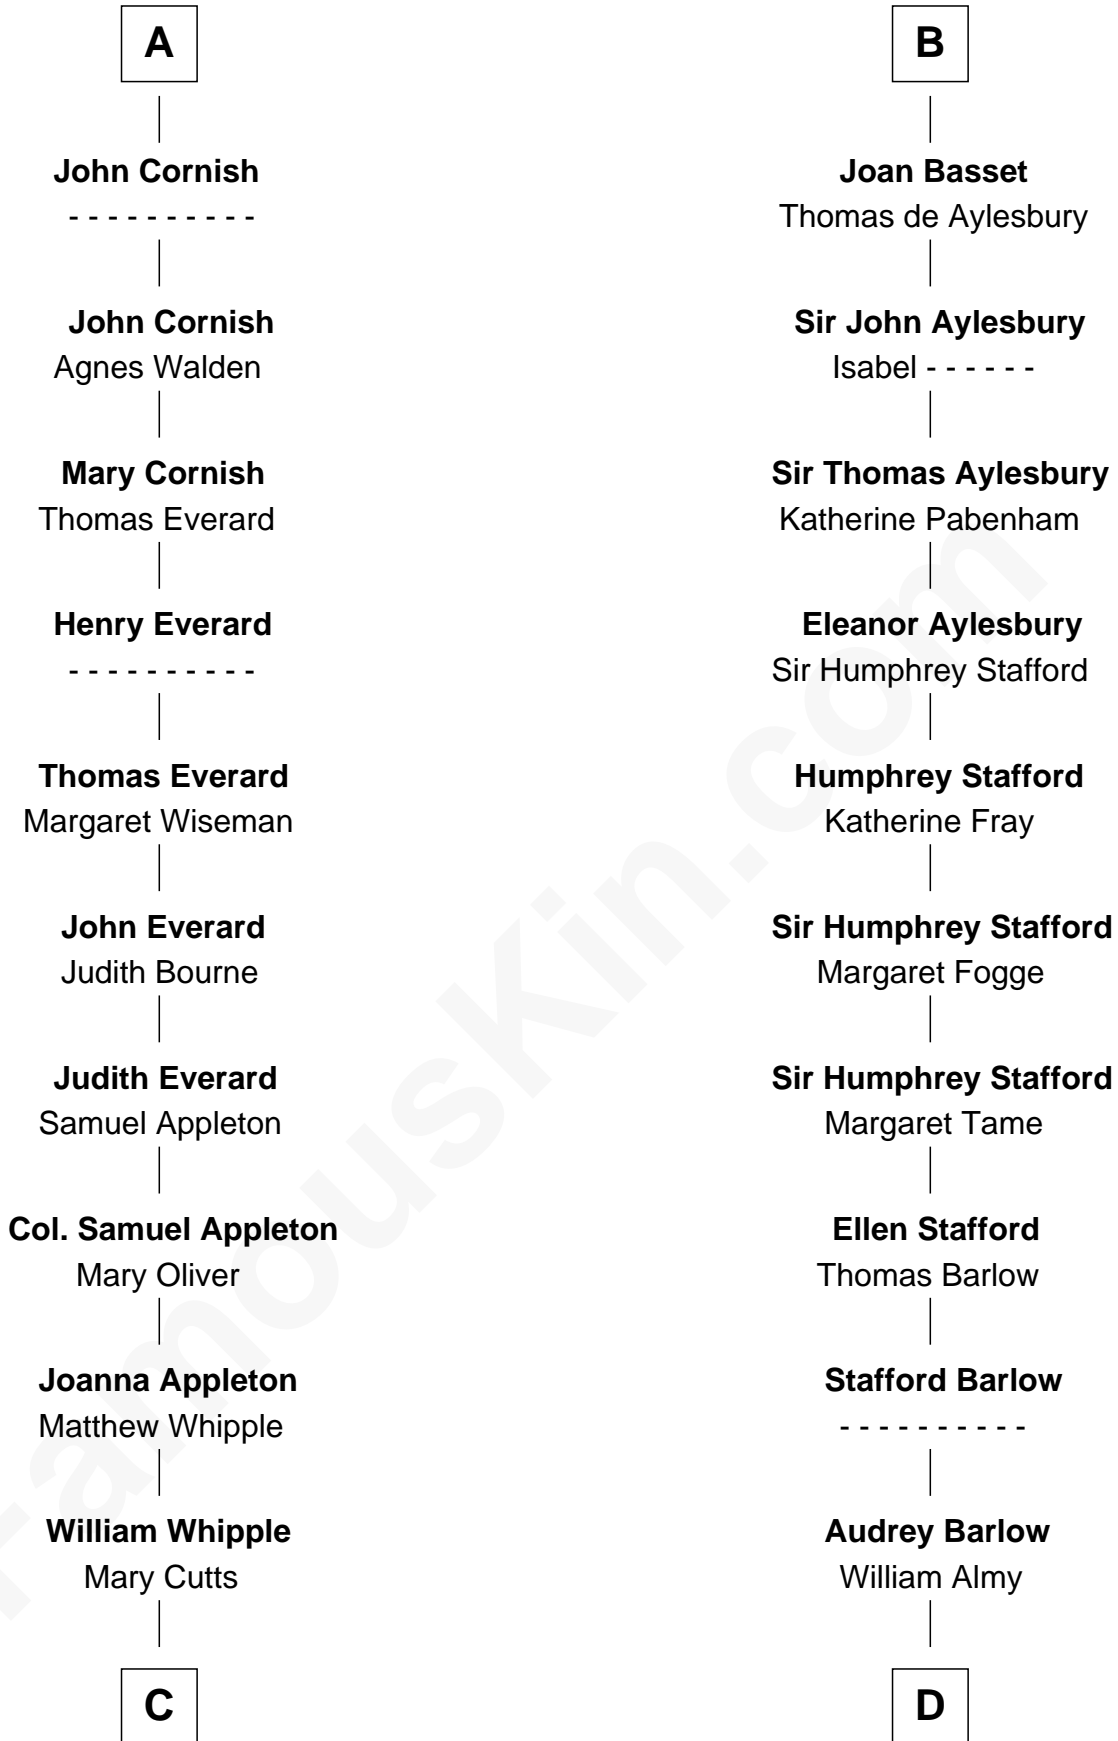 A
John Cornish
- - - - - - - - - -
John Cornish
Agnes Walden
Mary Cornish
Thomas Everard
Henry Everard
- - - - - - - - - -
Thomas Everard
Margaret Wiseman
John Everard
Judith Bourne
Judith Everard
Samuel Appleton
Col. Samuel Appleton
Mary Oliver
Joanna Appleton
Matthew Whipple
William Whipple
Mary Cutts
C
B
Joan Basset
Thomas de Aylesbury
Sir John Aylesbury
Isabel - - - - - -
Sir Thomas Aylesbury
Katherine Pabenham
Eleanor Aylesbury
Sir Humphrey Stafford
Humphrey Stafford
Katherine Fray
Sir Humphrey Stafford
Margaret Fogge
Sir Humphrey Stafford
Margaret Tame
Ellen Stafford
Thomas Barlow
Stafford Barlow
- - - - - - - - - -
Audrey Barlow
William Almy
D
FamousKin.com